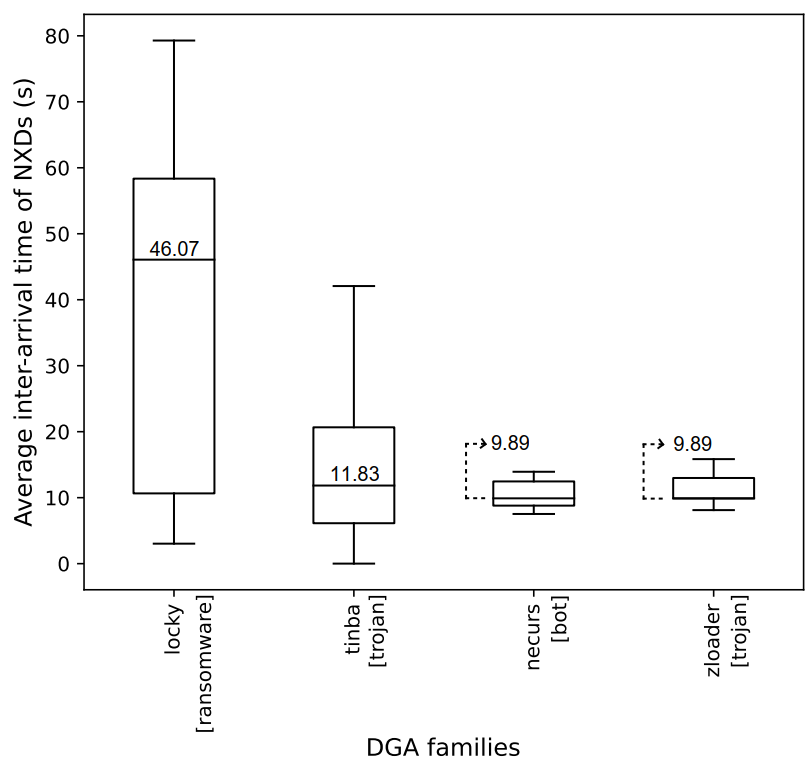 Average inter-arrival time of NXDs (s)
80
70
60
50
40
30
20
10
0
46.07
11.83
9.89
9.89
locky
[ransomware]
tinba
[trojan]
necurs
[bot]
zloader
[trojan]
DGA families